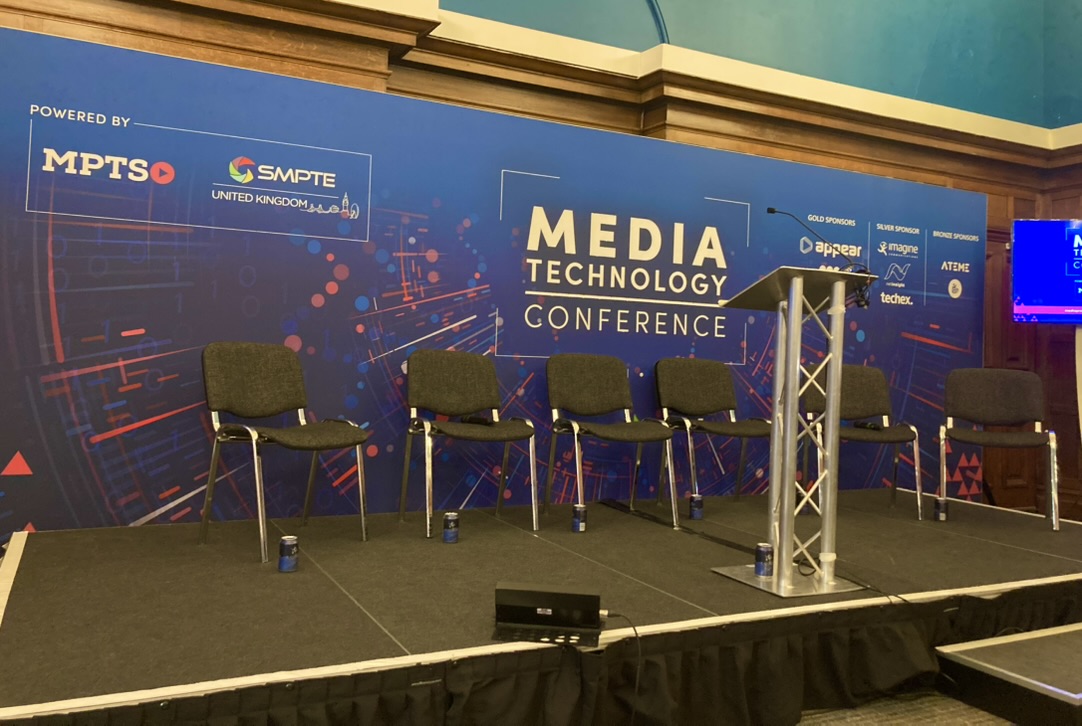 POWERED BY
MPTS
SMPTE
UNITED KINGDOM
MEDIA
TECHNOLOGY
CONFERENCE
GOLD SPONSORS
appear
SILVER SPONSOR
imagine
techex.
BRONZE SPONSORS
ATEME